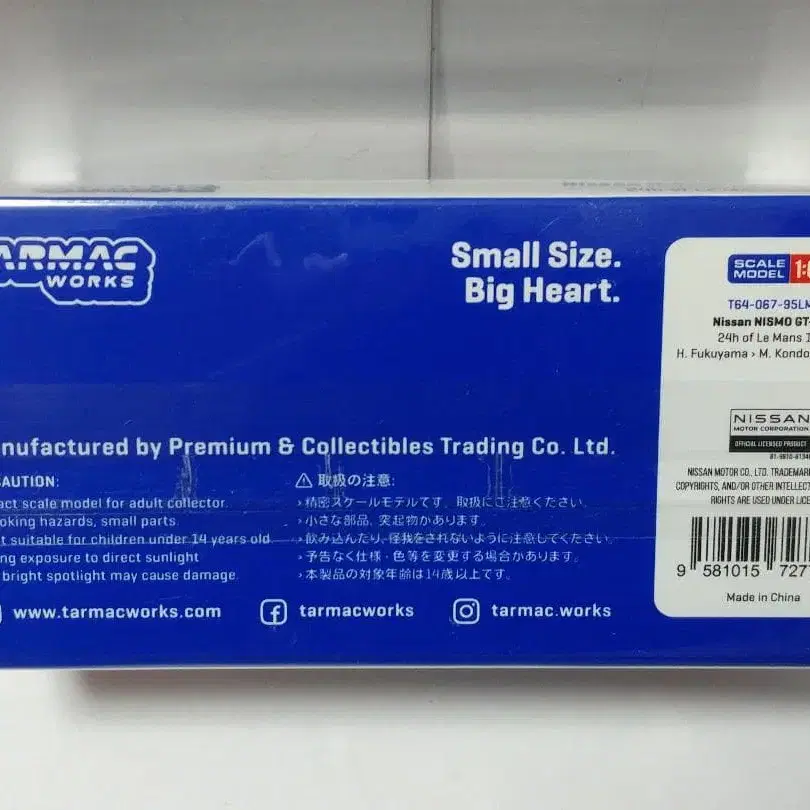 ARMAC
WORKS
Small Size.
Big Heart.
SCALE
MODEL 1:6
T64-067-95LM
Nissan NISMO GT-
24h of Le Mans 1
H. Fukuyama › M. Kondo
NISSAN
MOTOR CORPORATION
OFFICIAL LICENSED PRODUCT
NISSAN MOTOR CO., LTD. TRADEMAR
COPYRIGHTS, AND/OR OTHER INTELLECT
RIGHTS ARE USED UNDER LICE
9 581015 727
Made in China
nufactured by Premium & Collectibles Trading Co. Ltd.
AUTION:
act scale model for adult collector.
oking hazards, small parts
t suitable for children under 14 years old
ng exposure to direct sunlight
bright spotlight may cause damage.
⚠ 取扱の注意:
›精密スケールモデルです。取扱にご注意ください。
›小さな部品、突起物があります。
›飲み込んたり、怪我をされないように注意してください。
›予告なく仕様・色等を変更する場合があります。
›本製品の対象年齢は14歳以上です。
www.tarmacworks.com
tarmacworks
tarmac.works